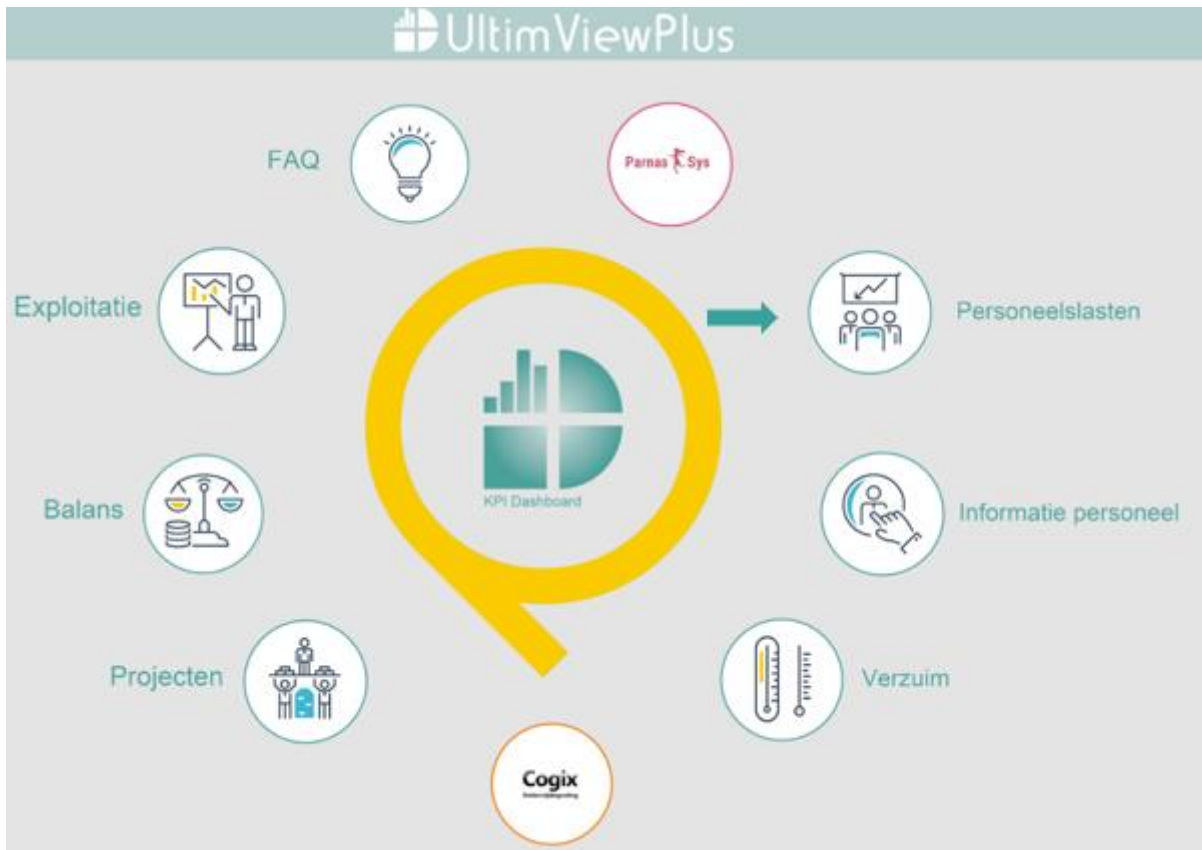 UltimViewPlus
FAQ
Parnas Sys
Exploitatie
Personeelslasten
KPI Dashboard
Balans
Informatie personeel
Projecten
Verzuim
Cogix